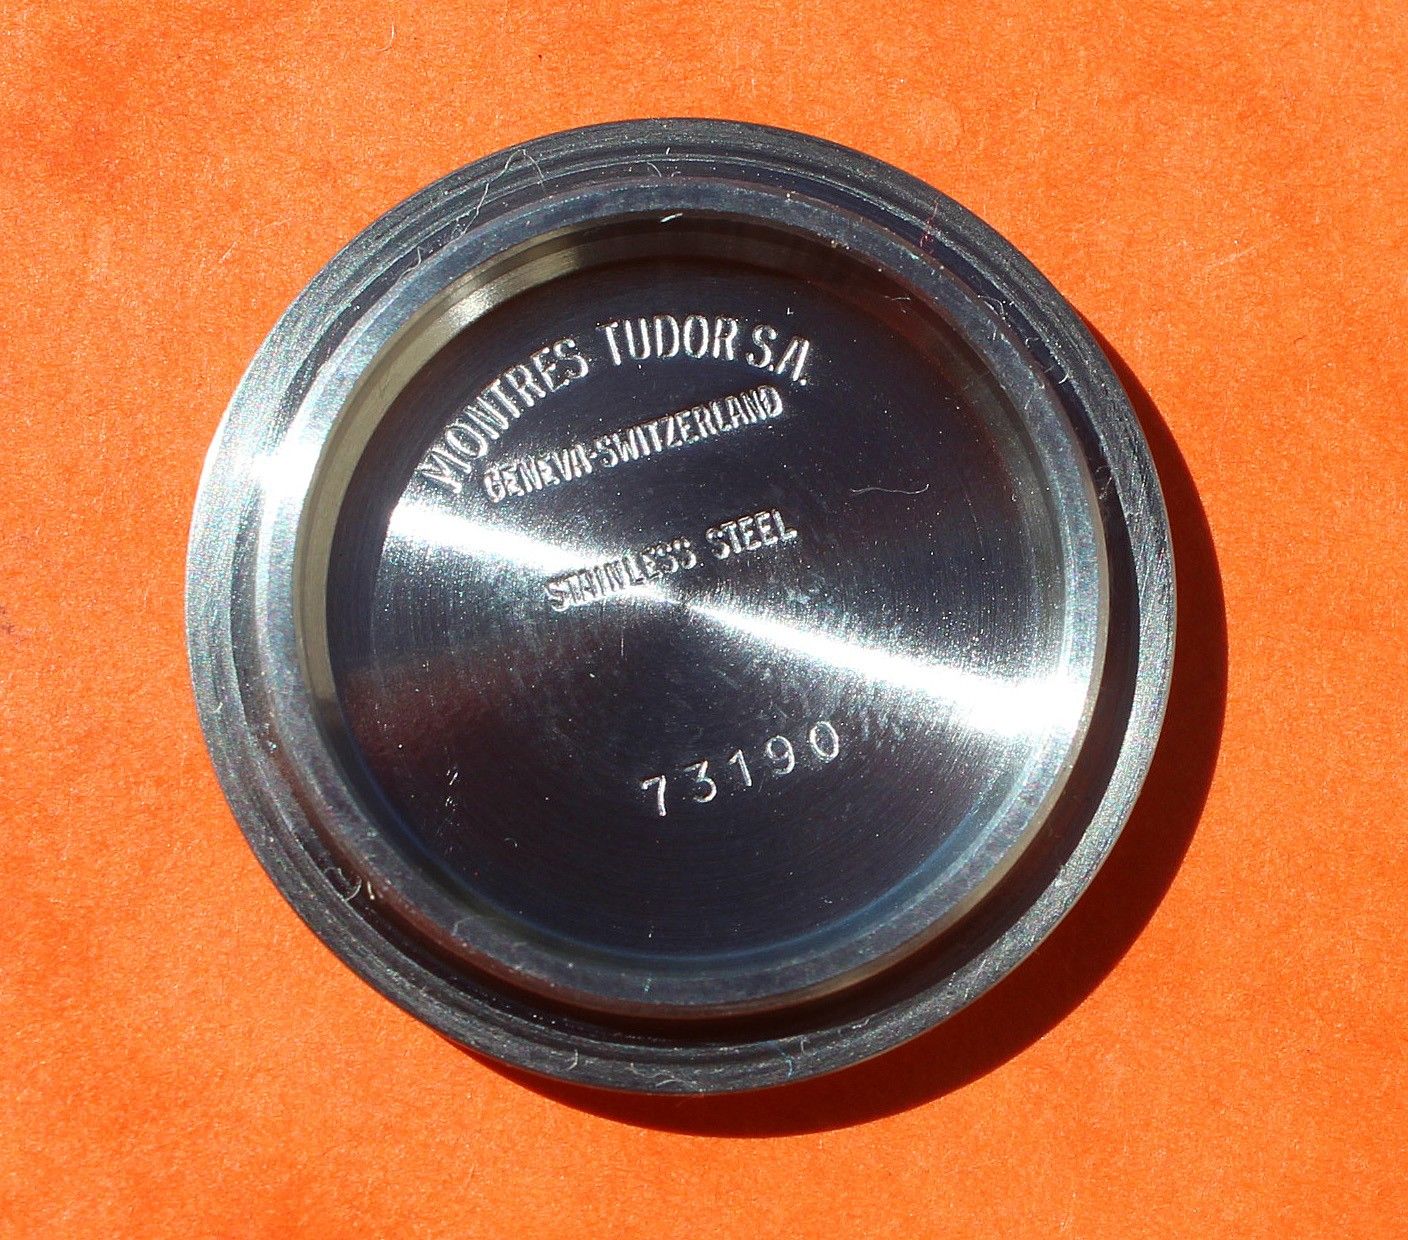 MONTRES TUDOR S.A.
GENEVA-SWITZERLAND
STAINLESS STEEL
73190